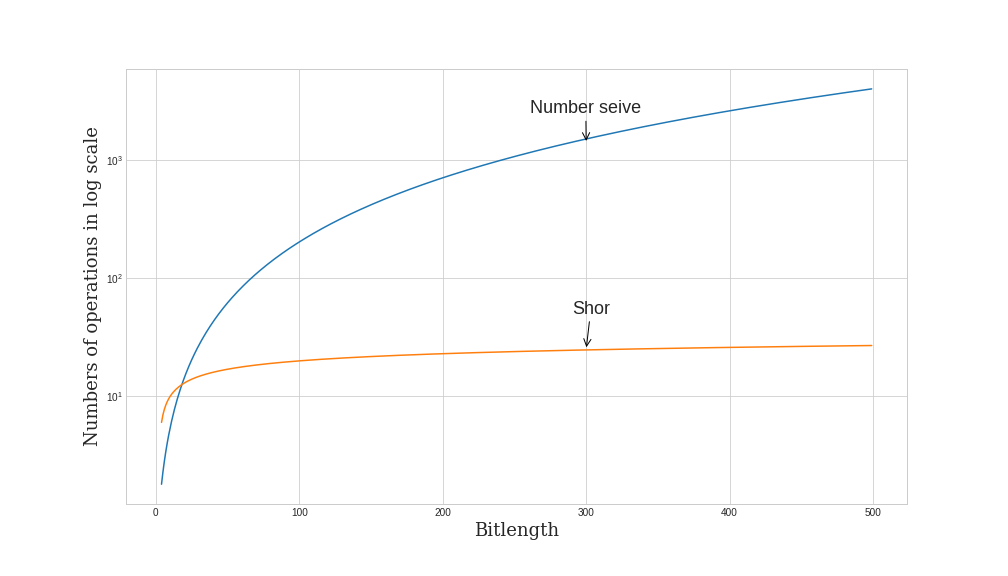 Number seive
Shor
10³
10²
10¹
0 100 200 300 400 500
Bitlength
Numbers of operations in log scale